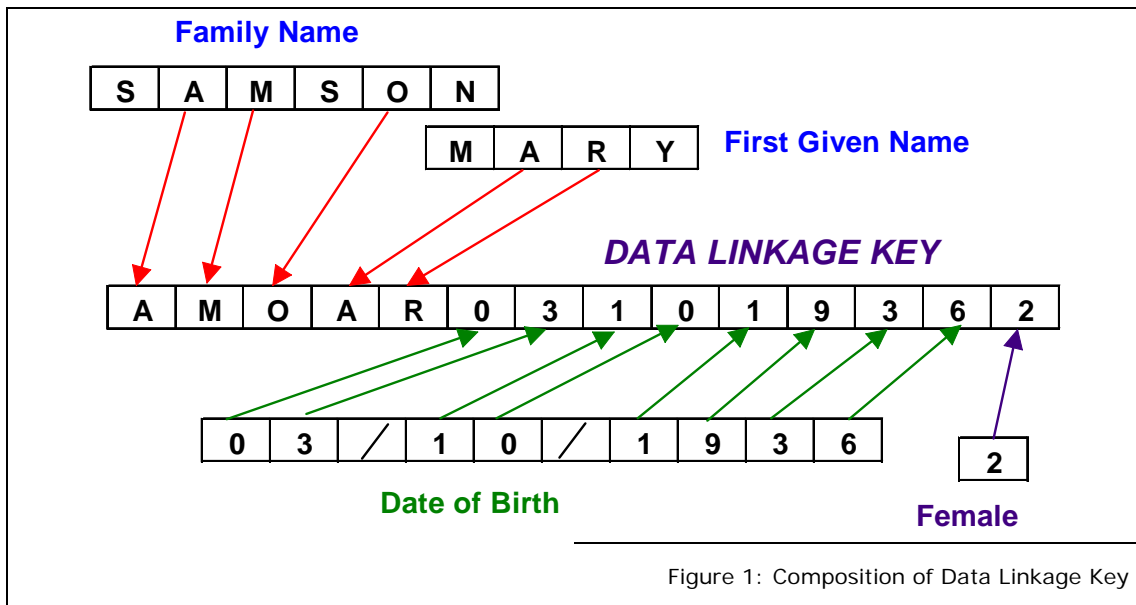 Family Name
S A M S O N
M A R Y First Given Name
DATA LINKAGE KEY
A M O A R 0 3 1 0 1 9 3 6 2
0 3 / 1 0 / 1 9 3 6
2
Date of Birth
Female
Figure 1: Composition of Data Linkage Key